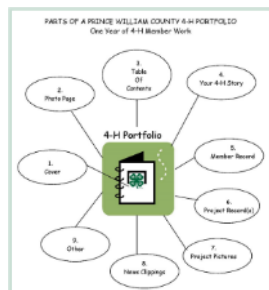 PARTS OF A PRINCE WILLIAM COUNTY 4-H PORTFOLIO
One Year of 4-H Member Work
3.
Table
Of
Contents
4.
Your 4-H Story
2.
Photo Page
4-H Portfolio
5.
Member Record
1.
Cover
6.
Project Record(s)
9.
Other
7.
Project Pictures
8.
News Clippings